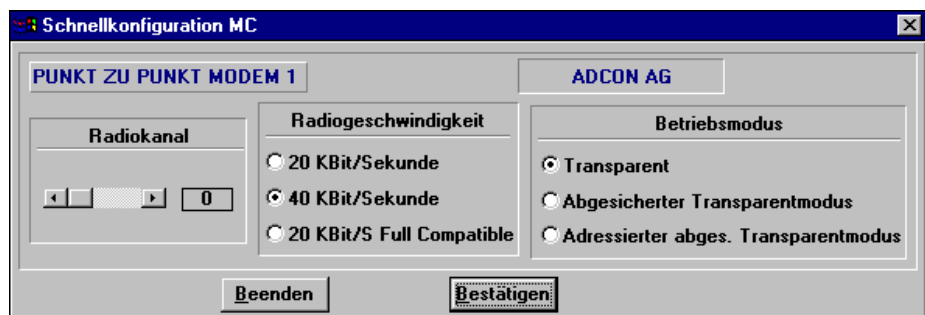 Schnellkonfiguration MC
PUNKT ZU PUNKT MODEM 1
ADCON AG
Radiokanal
0
Radiogeschwindigkeit
20 KBit/Sekunde
40 KBit/Sekunde
20 KBit/S Full Compatible
Betriebsmodus
Transparent
Abgesicherter Transparentmodus
Adressierter abges. Transparentmodus
Beenden
Bestätigen